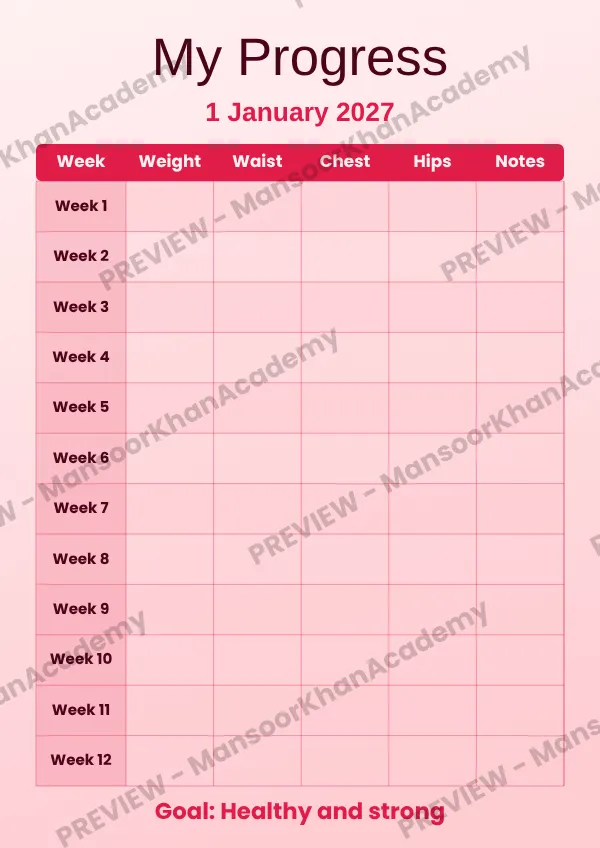 My Progress
1 January 2027
Week Weight Waist Chest Hips Notes
Week 1
Week 2
Week 3
Week 4
Week 5
Week 6
Week 7
Week 8
Week 9
Week 10
Week 11
Week 12
Goal: Healthy and strong
PREVIEW - MansoorKhanAcademy